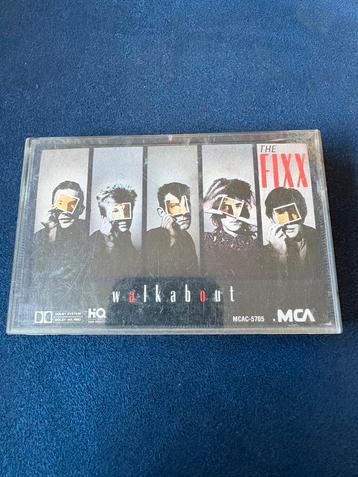 THE
FIXX
walkabout
DOLBY SYSTEM
HQ
MCAC-5705
MCA